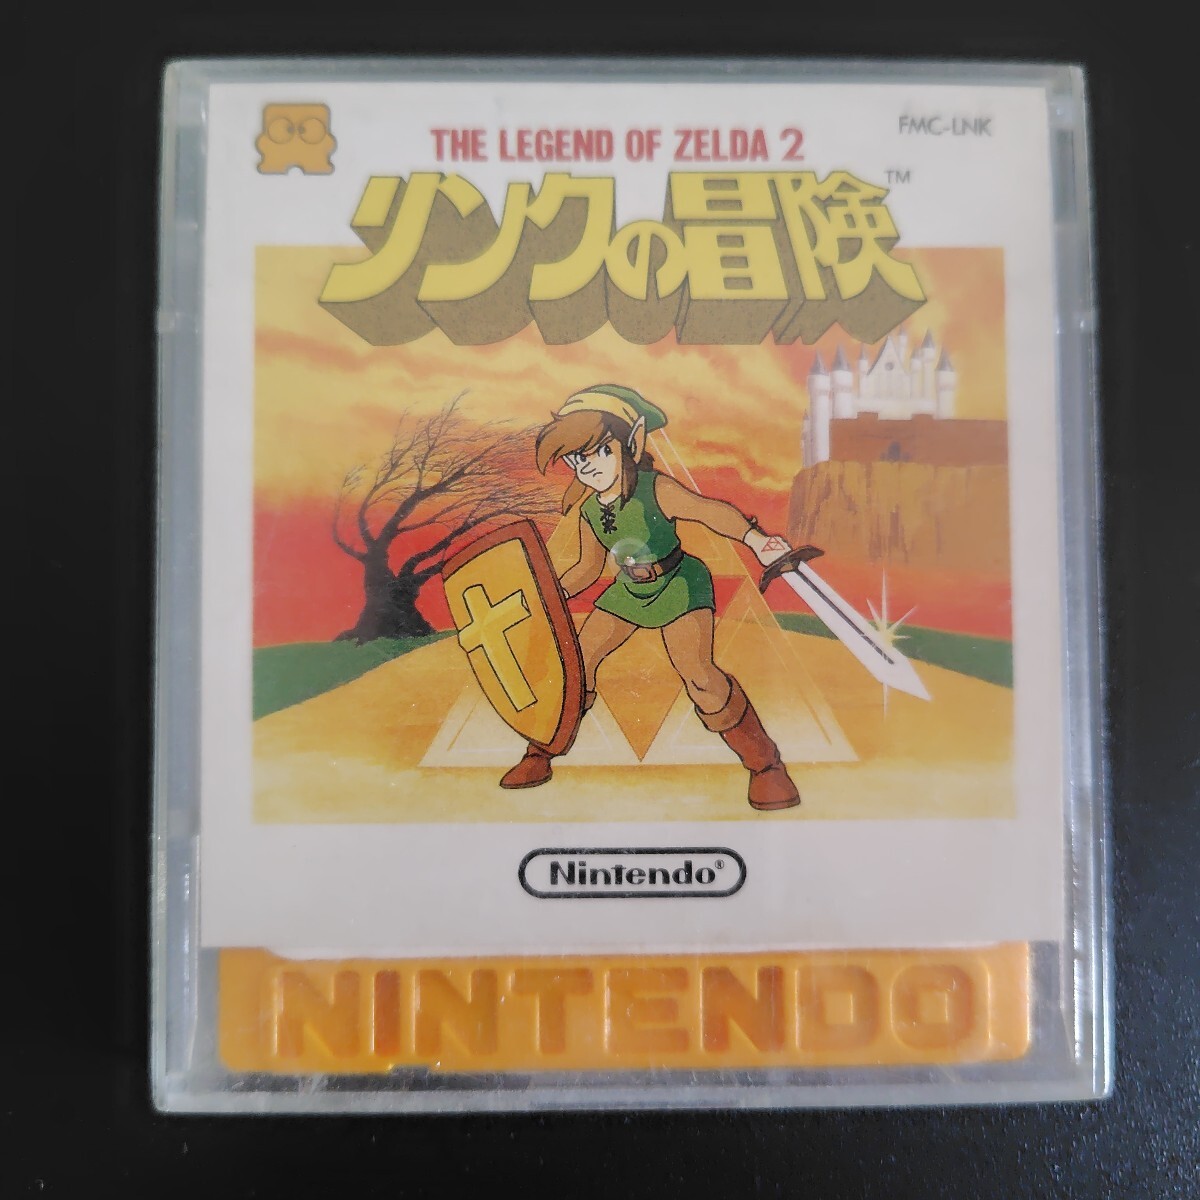 FMC-LNK
THE LEGEND OF ZELDA 2
リンクの冒険™
Nintendo®
NINTENDO